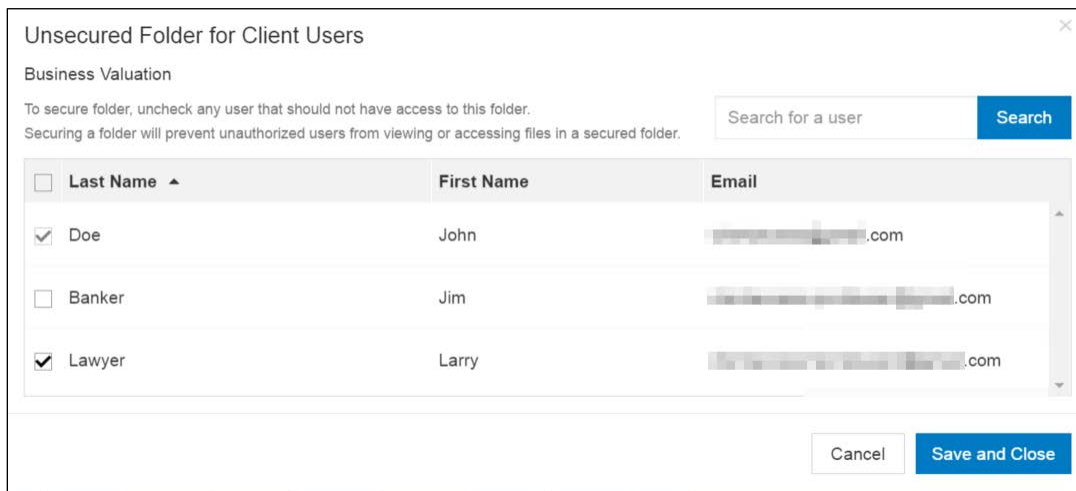 Unsecured Folder for Client Users
Business Valuation
To secure folder, uncheck any user that should not have access to this folder.
Securing a folder will prevent unauthorized users from viewing or accessing files in a secured folder.
Search for a user Search
Last Name First Name Email
Doe John .com
Banker Jim .com
Lawyer Larry .com
Cancel Save and Close